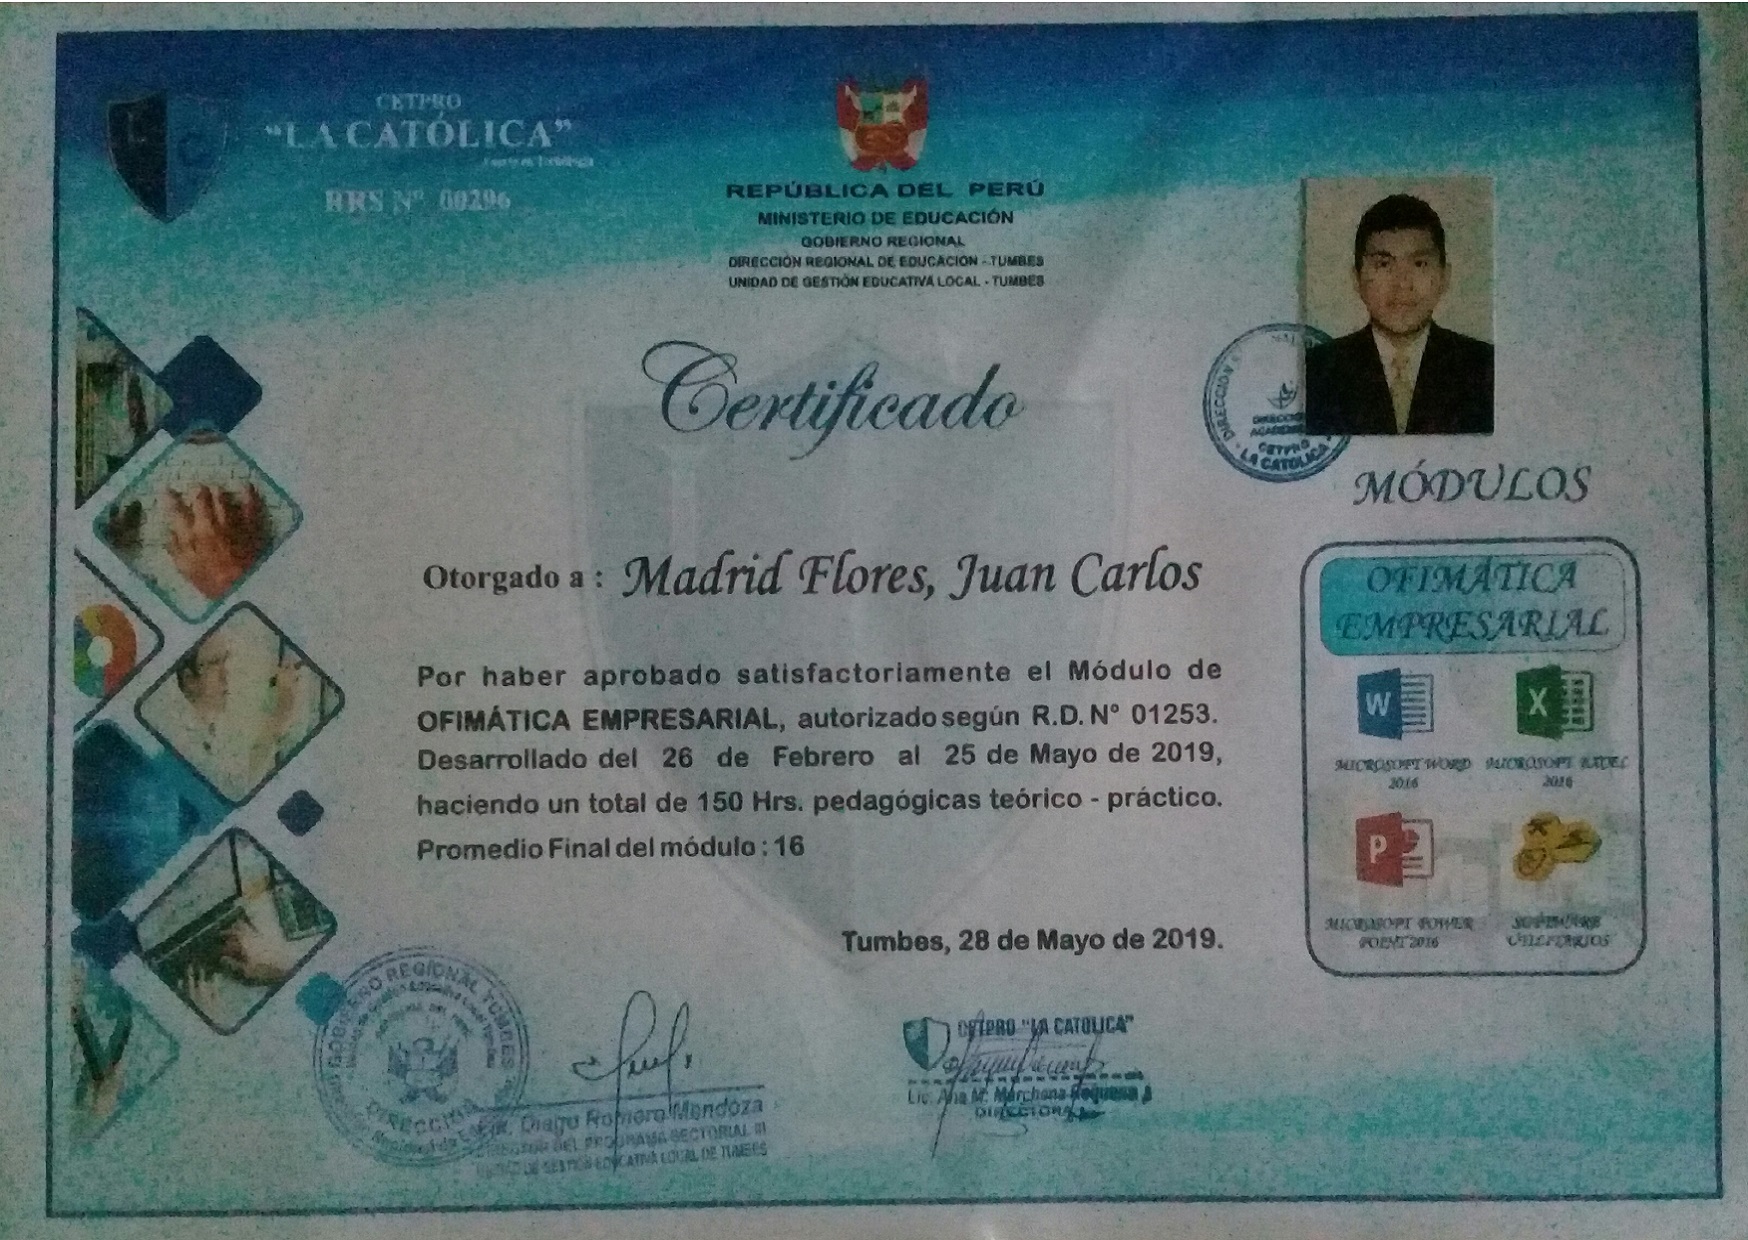 CETPRO
"LA CATÓLICA"
RRS Nº 00296
REPÚBLICA DEL PERÚ
MINISTERIO DE EDUCACIÓN
GOBIERNO REGIONAL
DIRECCIÓN REGIONAL DE EDUCACION - TUMBES
UNIDAD DE GESTIÓN EDUCATIVA LOCAL - TUMBES
Certificado
DIRECCIÓN
CETPRO
LA CATOLICA
MÓDULOS
Otorgado a : Madrid Flores, Juan Carlos
Por haber aprobado satisfactoriamente el Módulo de
OFIMÁTICA EMPRESARIAL, autorizado según R.D. Nº 01253.
Desarrollado del 26 de Febrero al 25 de Mayo de 2019,
haciendo un total de 150 Hrs. pedagógicas teórico - práctico.
Promedio Final del módulo : 16
OFIMÁTICA
EMPRESARIAL
W
X
MICROSOFT WORD
2016
MICROSOFT EXCEL
2016
P
MICROSOFT POWER
POINT 2016
SOFTWARE
UTILITARIOS
Tumbes, 28 de Mayo de 2019.
GOBIERNO REGIONAL TUMBES
DIRECCION
Diago Romero Mendoza
DIRECTOR DEL PROGRAMA SECTORIAL III
UNIDAD DE GESTIÓN EDUCATIVA LOCAL DE TUMBES
CETPRO "LA CATOLICA"
Lic. Ana M. Marchena Requena
DIRECTORA